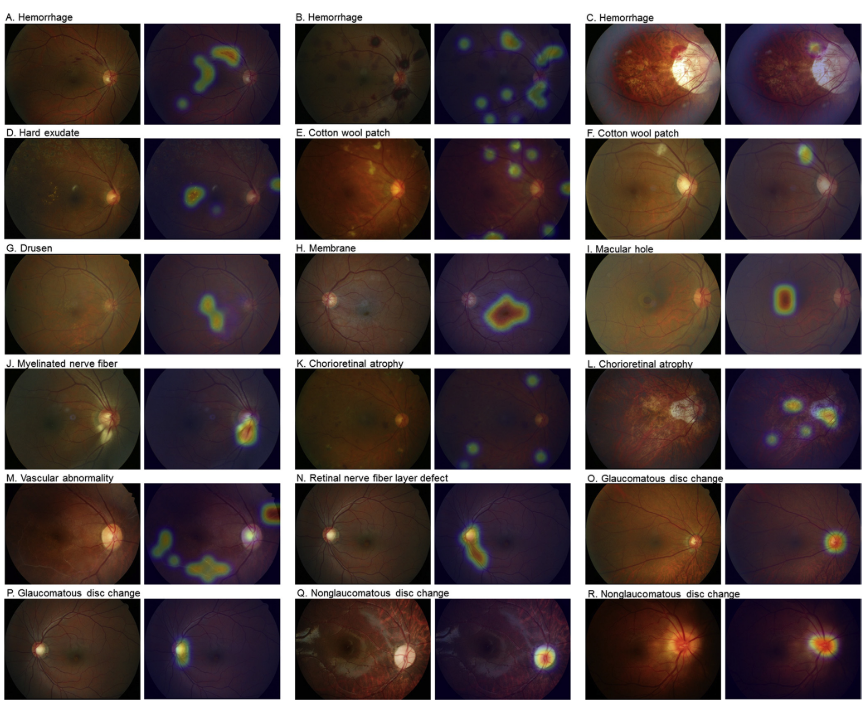 A. Hemorrhage
B. Hemorrhage
C. Hemorrhage
D. Hard exudate
E. Cotton wool patch
F. Cotton wool patch
G. Drusen
H. Membrane
I. Macular hole
J. Myelinated nerve fiber
K. Chorioretinal atrophy
L. Chorioretinal atrophy
M. Vascular abnormality
N. Retinal nerve fiber layer defect
O. Glaucomatous disc change
P. Glaucomatous disc change
Q. Nonglaucomatous disc change
R. Nonglaucomatous disc change